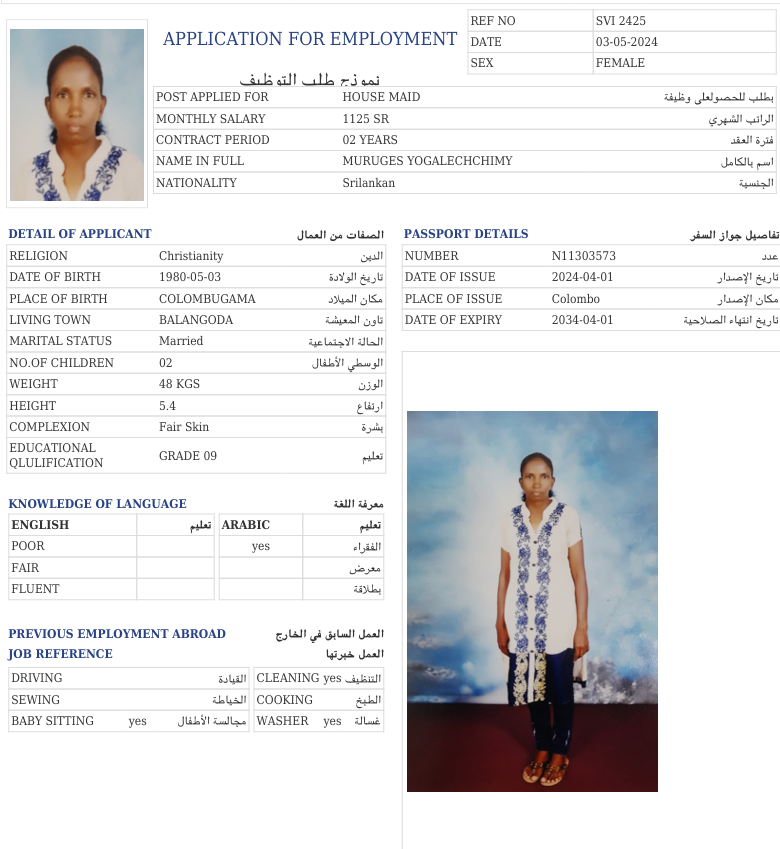 APPLICATION FOR EMPLOYMENT
نموذج طلب التوظيف
REF NO SVI 2425
DATE 03-05-2024
SEX FEMALE
POST APPLIED FOR HOUSE MAID بطلب للحصولعلى وظيفة
MONTHLY SALARY 1125 SR الراتب الشهري
CONTRACT PERIOD 02 YEARS فترة العقد
NAME IN FULL MURUGES YOGALECHCHIMY اسم بالكامل
NATIONALITY Srilankan الجنسية
DETAIL OF APPLICANT الصفات من العمال
RELIGION Christianity الدين
DATE OF BIRTH 1980-05-03 تاريخ الولادة
PLACE OF BIRTH COLOMBUGAMA مكان الميلاد
LIVING TOWN BALANGODA تاون المعيشة
MARITAL STATUS Married الحالة الاجتماعية
NO.OF CHILDREN 02 الوسطي الأطفال
WEIGHT 48 KGS الوزن
HEIGHT 5.4 ارتفاع
COMPLEXION Fair Skin بشرة
EDUCATIONAL
QLULIFICATION GRADE 09 تعليم
PASSPORT DETAILS تفاصيل جواز السفر
NUMBER N11303573 عدد
DATE OF ISSUE 2024-04-01 تاريخ الإصدار
PLACE OF ISSUE Colombo مكان الإصدار
DATE OF EXPIRY 2034-04-01 تاريخ انتهاء الصلاحية
KNOWLEDGE OF LANGUAGE معرفة اللغة
ENGLISH تعليم ARABIC تعليم
POOR yes الفقراء
FAIR معرض
FLUENT بطلاقة
PREVIOUS EMPLOYMENT ABROAD العمل السابق في الخارج
JOB REFERENCE العمل خبرتها
DRIVING القيادة CLEANING yes التنظيف
SEWING الخياطة COOKING الطبخ
BABY SITTING yes مجالسة الأطفال WASHER yes غسالة